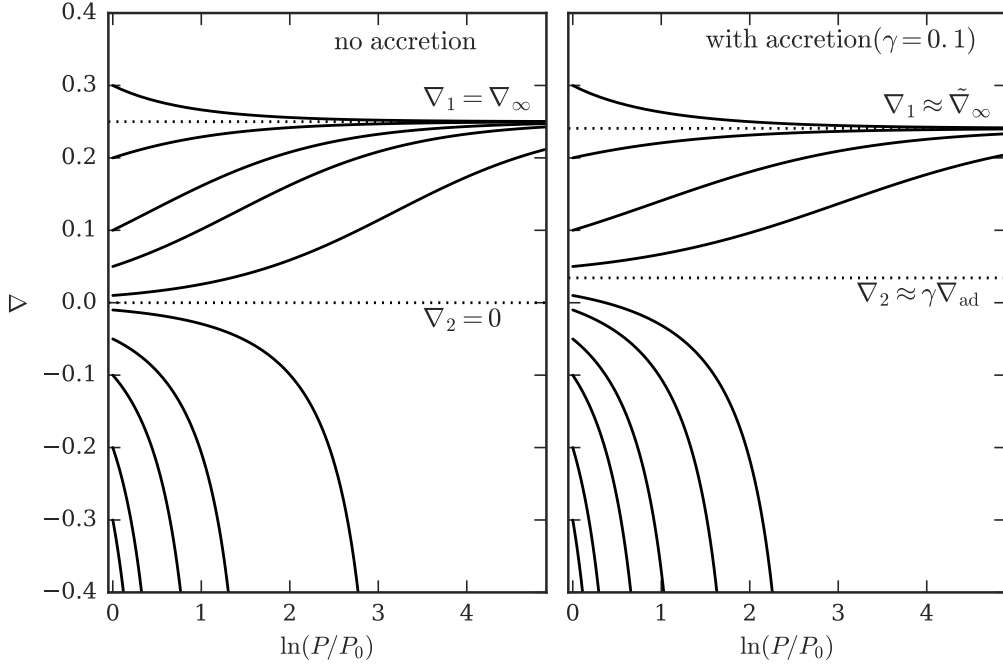 0.4
0.3
0.2
0.1
0.0
−0.1
−0.2
−0.3
−0.4
∇
no accretion
∇₁ = ∇∞
∇₂ = 0
0 1 2 3 4
ln(P/P₀)
with accretion(γ = 0.1)
∇₁ ≈ ∇̃∞
∇₂ ≈ γ∇ad
0 1 2 3 4
ln(P/P₀)